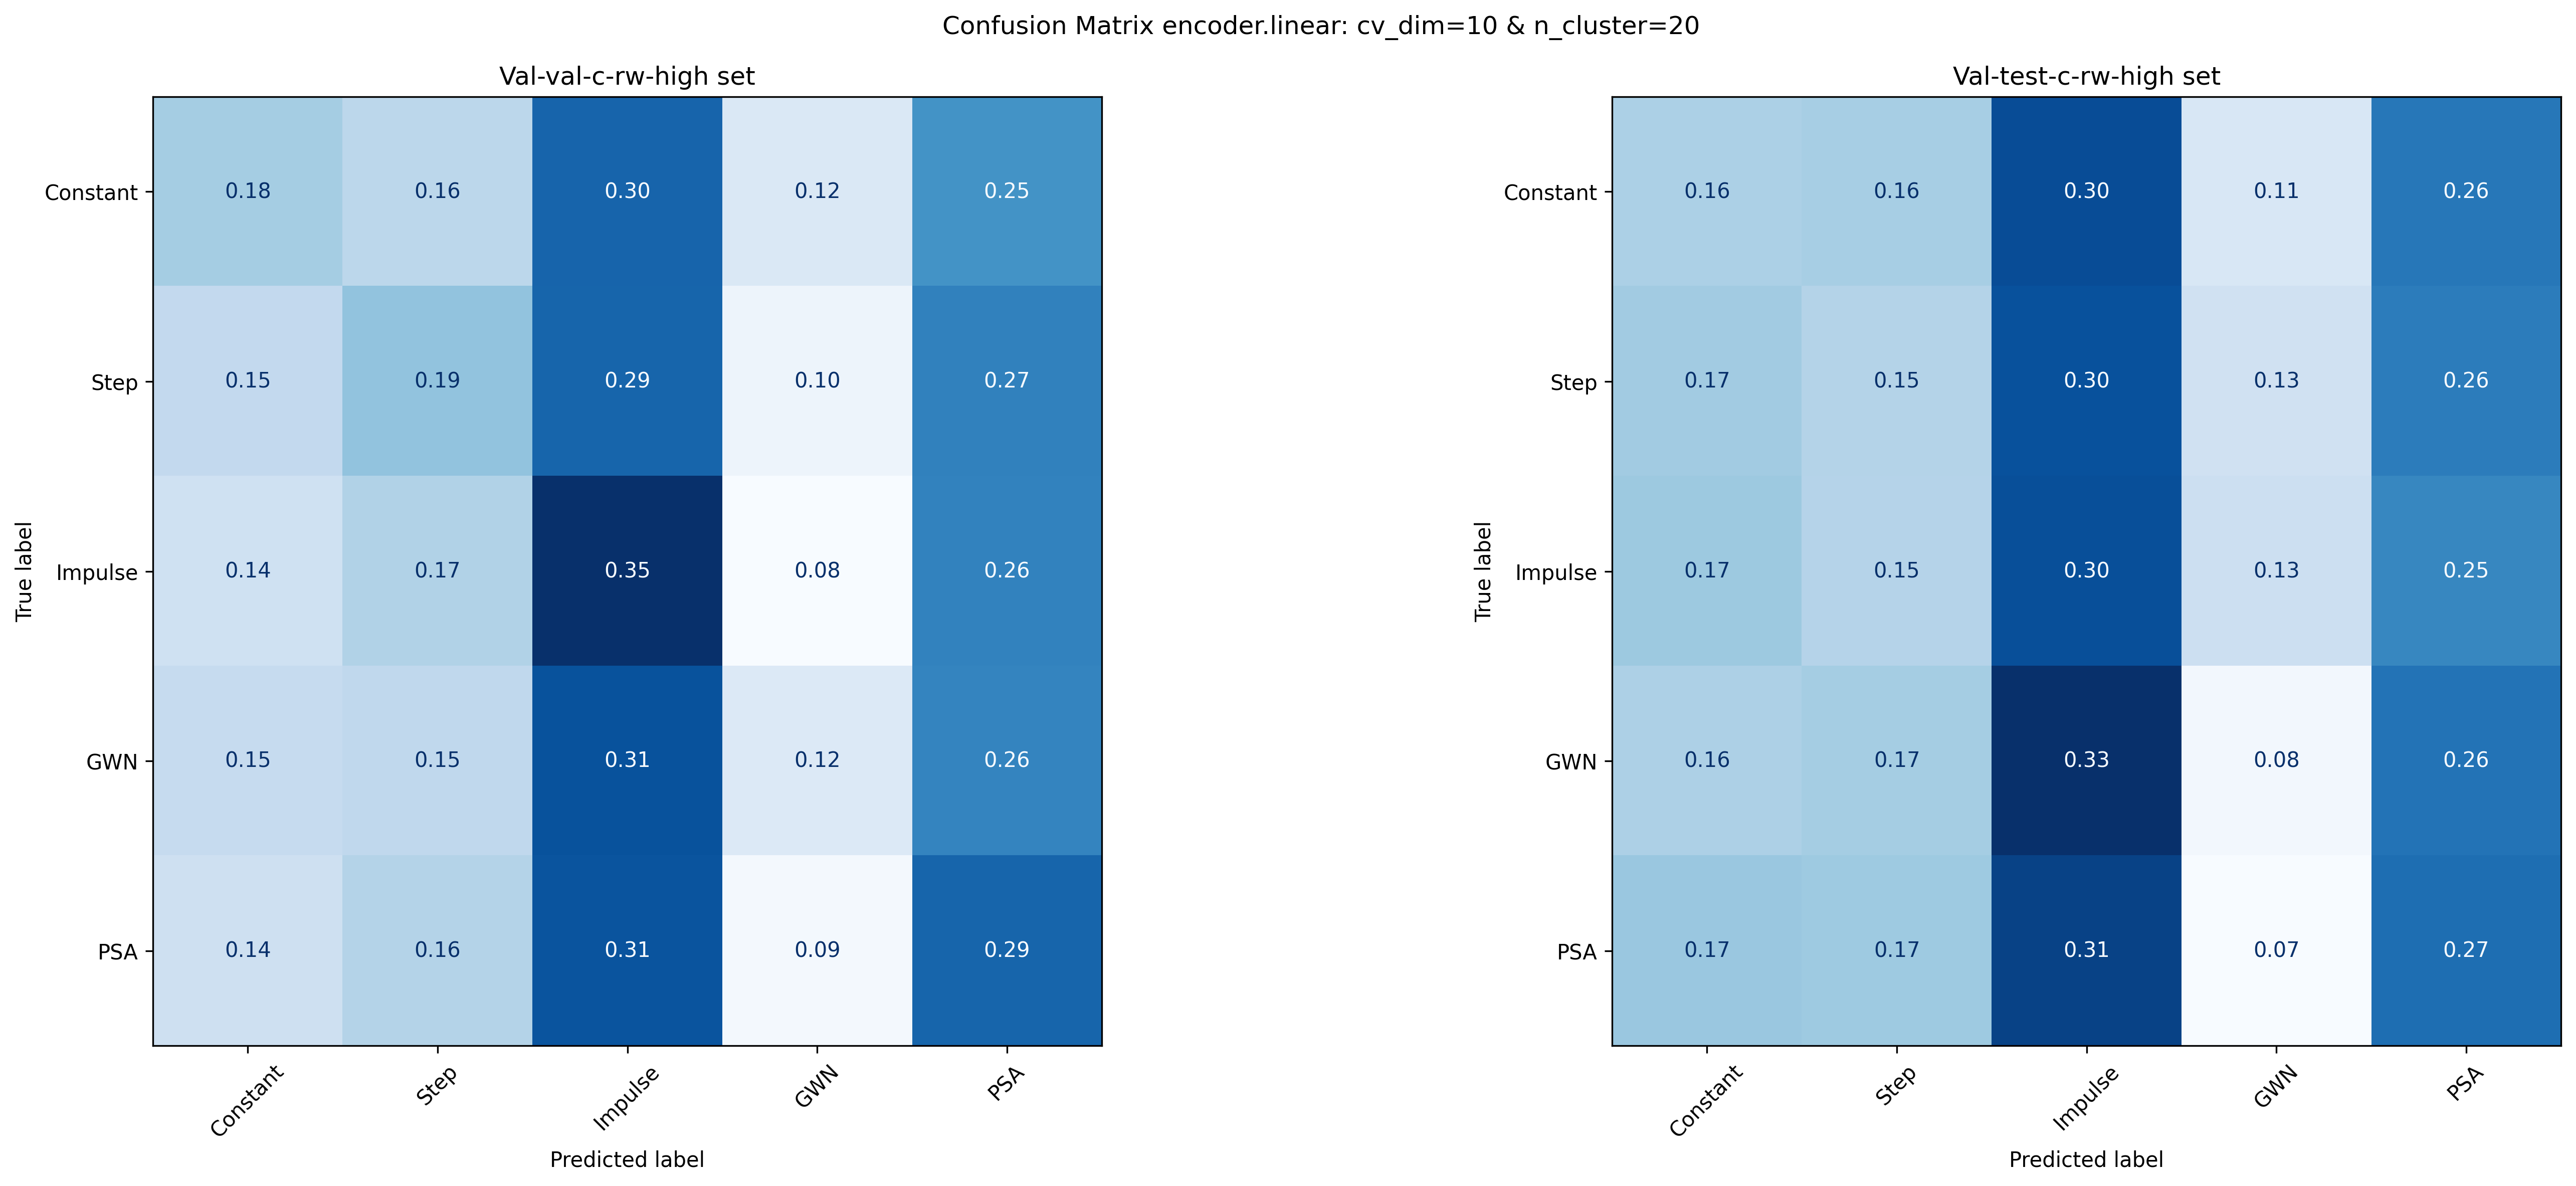 Confusion Matrix encoder.linear: cv_dim=10 & n_cluster=20
Val-val-c-rw-high set
True label
Constant 0.18 0.16 0.30 0.12 0.25
Step 0.15 0.19 0.29 0.10 0.27
Impulse 0.14 0.17 0.35 0.08 0.26
GWN 0.15 0.15 0.31 0.12 0.26
PSA 0.14 0.16 0.31 0.09 0.29
Constant Step Impulse GWN PSA
Predicted label
Val-test-c-rw-high set
True label
Constant 0.16 0.16 0.30 0.11 0.26
Step 0.17 0.15 0.30 0.13 0.26
Impulse 0.17 0.15 0.30 0.13 0.25
GWN 0.16 0.17 0.33 0.08 0.26
PSA 0.17 0.17 0.31 0.07 0.27
Constant Step Impulse GWN PSA
Predicted label